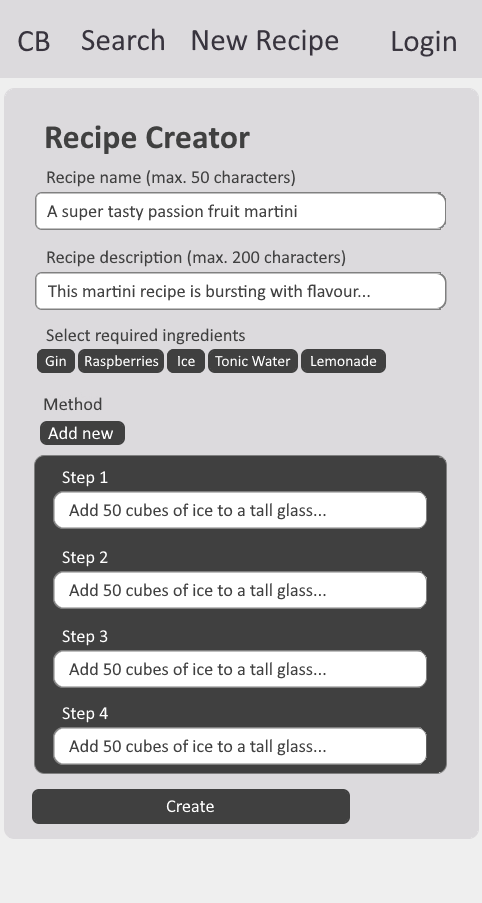 CB Search New Recipe Login
Recipe Creator
Recipe name (max. 50 characters)
A super tasty passion fruit martini
Recipe description (max. 200 characters)
This martini recipe is bursting with flavour...
Select required ingredients
Gin Raspberries Ice Tonic Water Lemonade
Method
Add new
Step 1
Add 50 cubes of ice to a tall glass...
Step 2
Add 50 cubes of ice to a tall glass...
Step 3
Add 50 cubes of ice to a tall glass...
Step 4
Add 50 cubes of ice to a tall glass...
Create